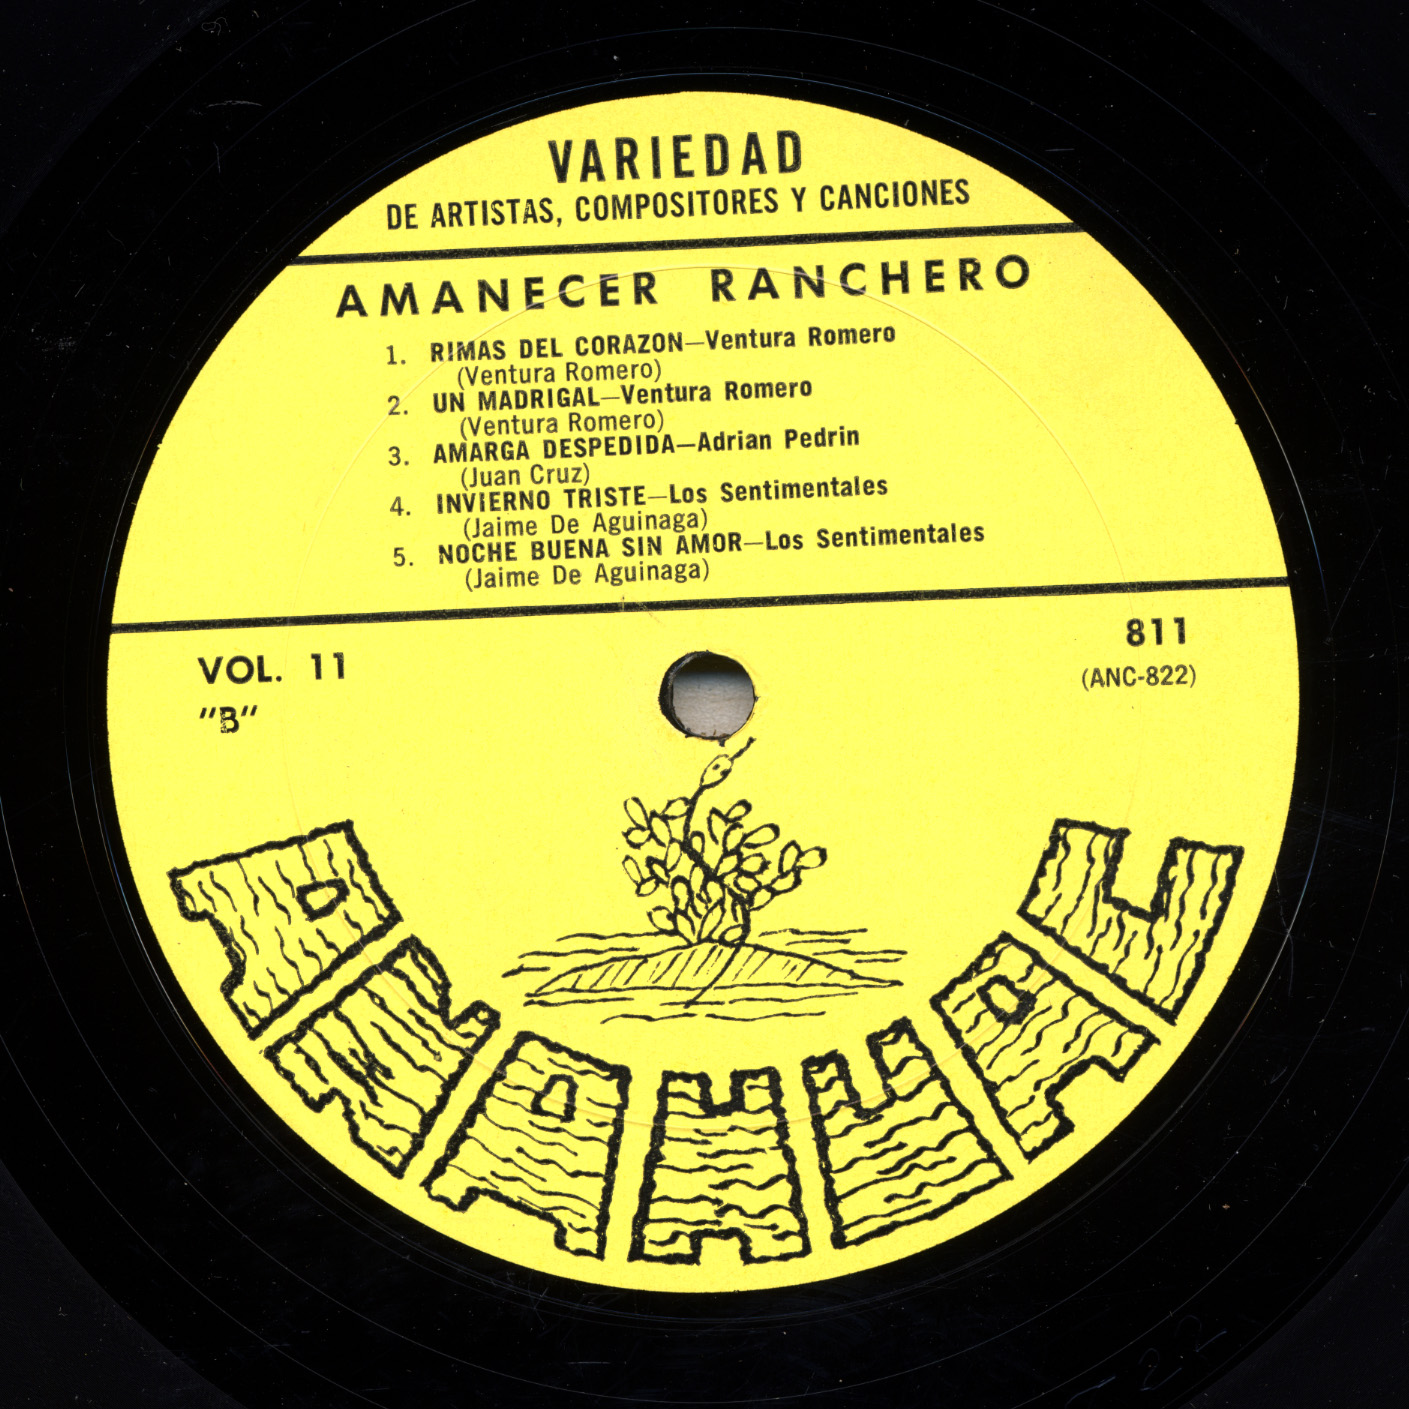 VARIEDAD
DE ARTISTAS, COMPOSITORES Y CANCIONES
AMANECER RANCHERO
1. RIMAS DEL CORAZON—Ventura Romero
(Ventura Romero)
2. UN MADRIGAL—Ventura Romero
(Ventura Romero)
3. AMARGA DESPEDIDA—Adrian Pedrin
(Juan Cruz)
4. INVIERNO TRISTE—Los Sentimentales
(Jaime De Aguinaga)
5. NOCHE BUENA SIN AMOR—Los Sentimentales
(Jaime De Aguinaga)
VOL. 11
"B"
811
(ANC-822)
ANAHUAC